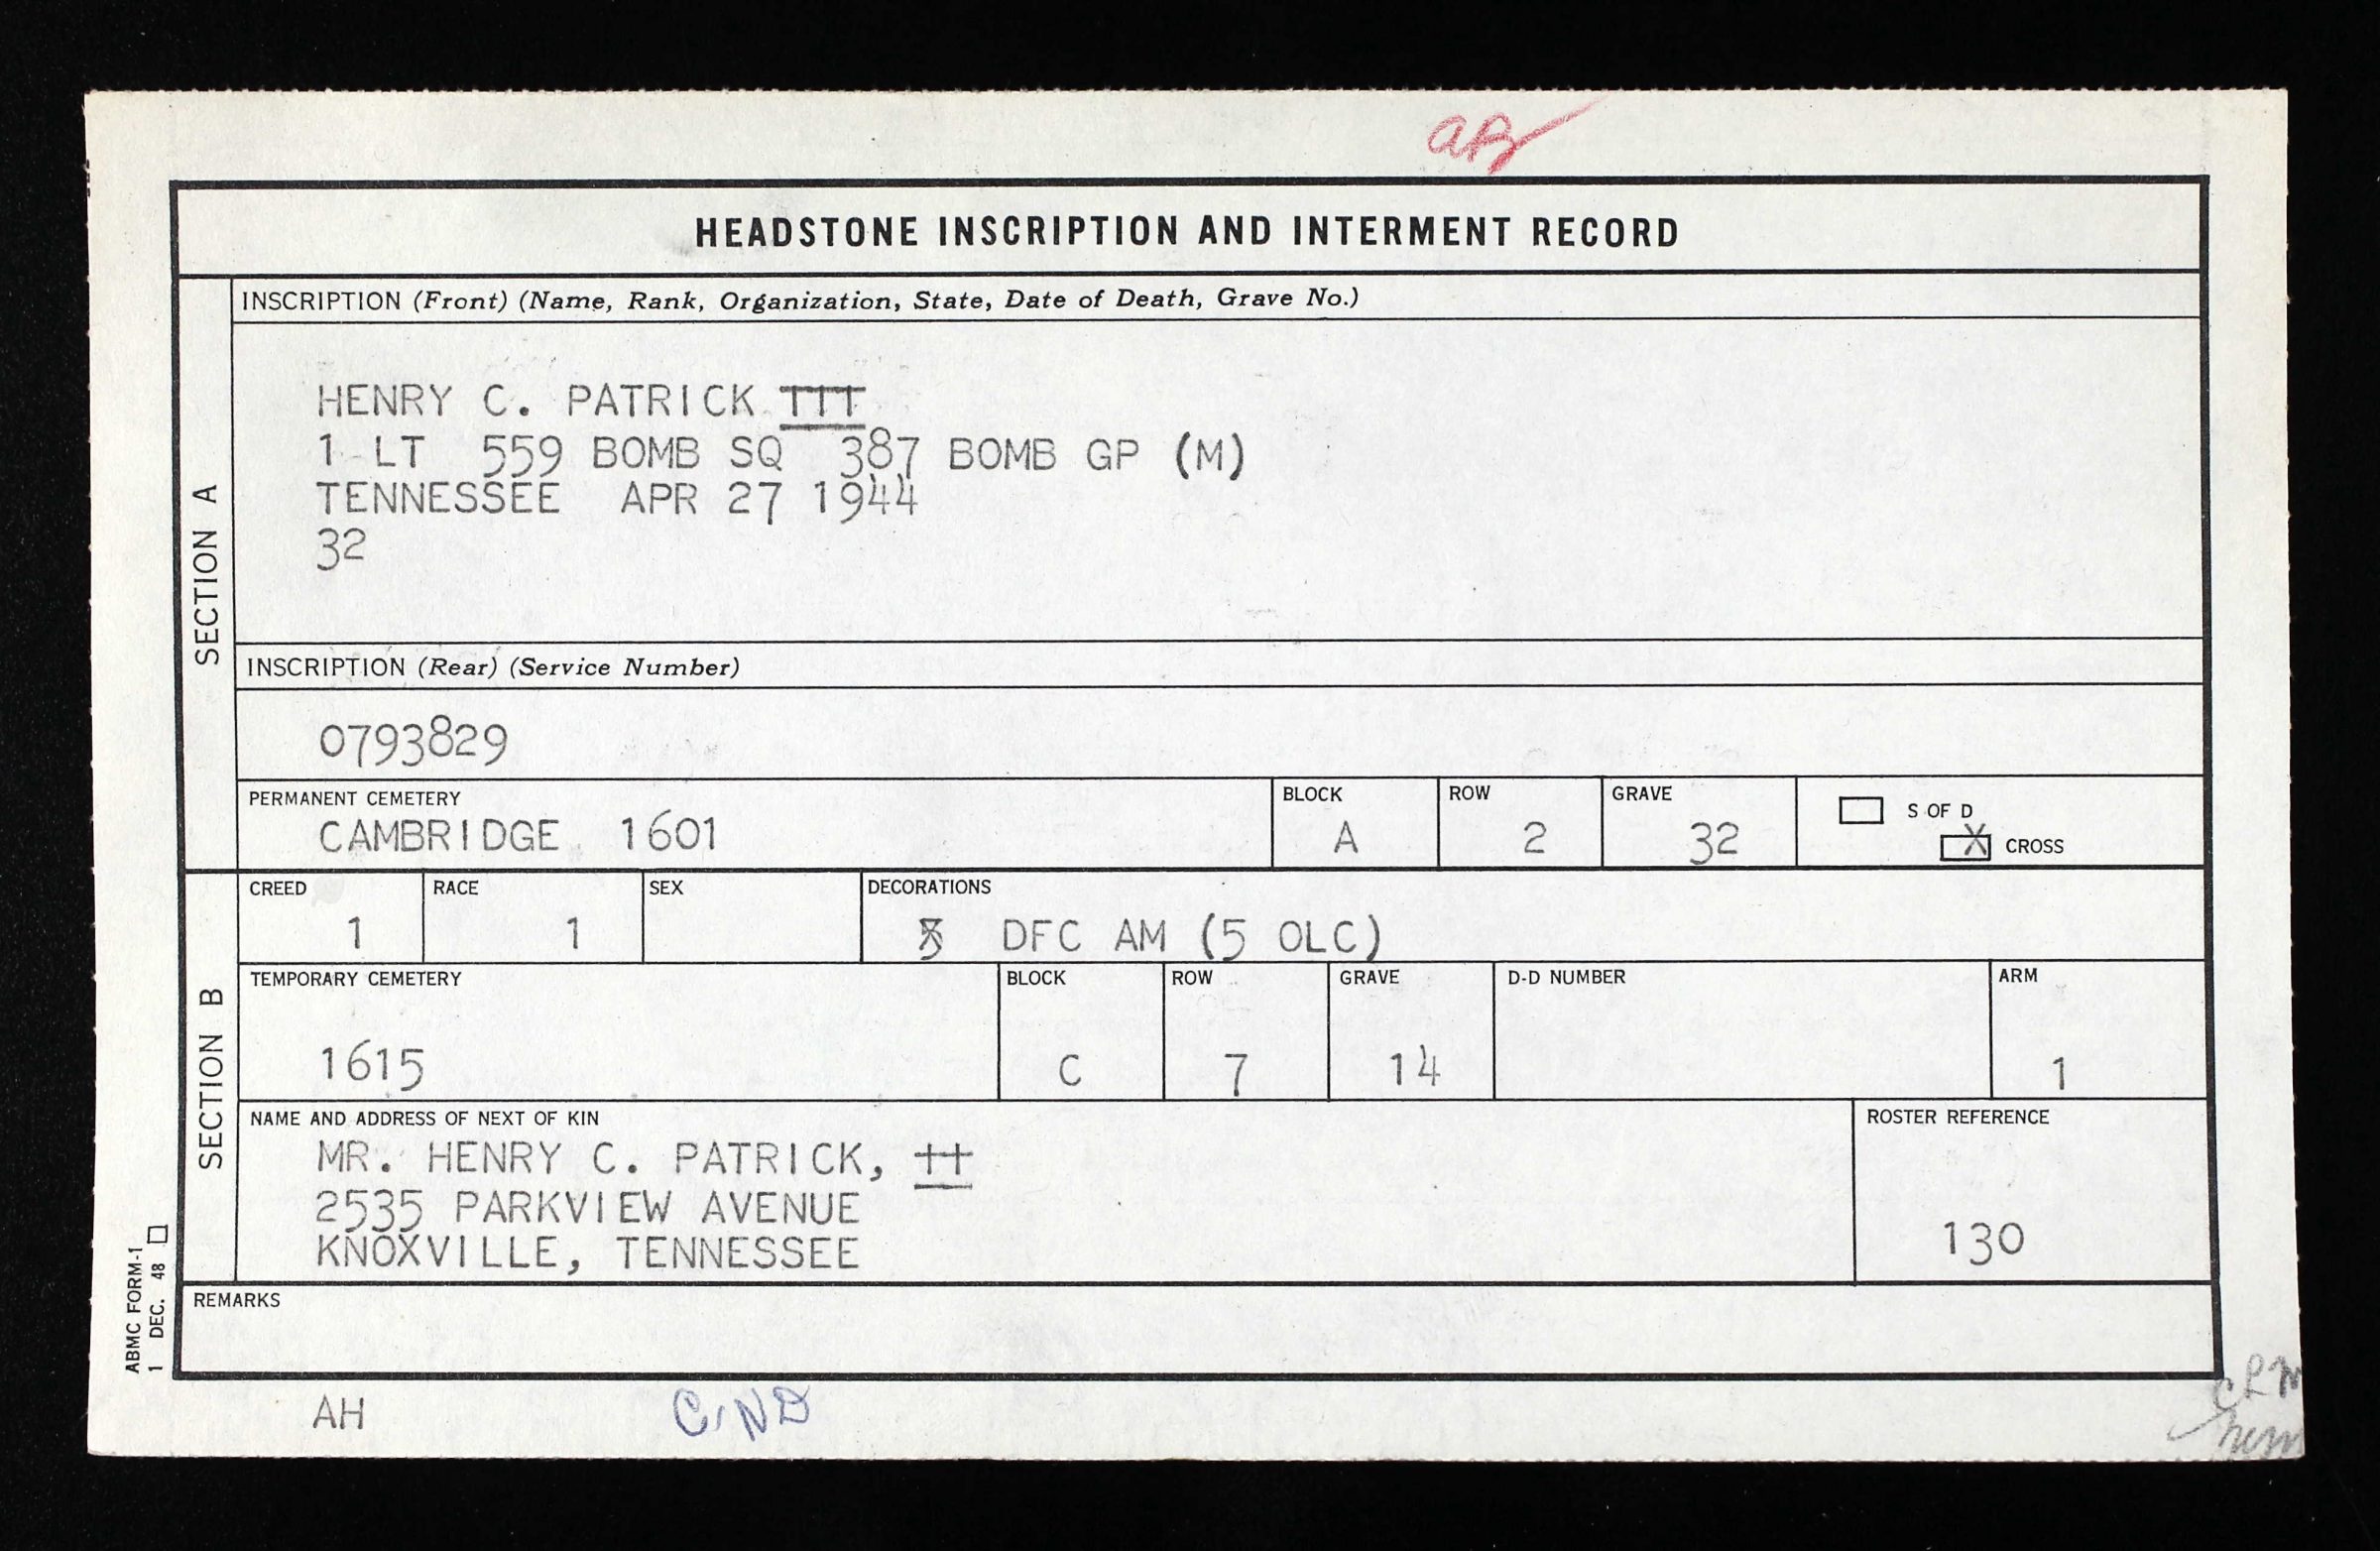 aB
HEADSTONE INSCRIPTION AND INTERMENT RECORD
SECTION A
INSCRIPTION (Front) (Name, Rank, Organization, State, Date of Death, Grave No.)
HENRY C. PATRICK III
1 LT 559 BOMB SQ 387 BOMB GP (M)
TENNESSEE APR 27 1944
32
INSCRIPTION (Rear) (Service Number)
0793829
PERMANENT CEMETERY
CAMBRIDGE 1601
BLOCK
A
ROW
2
GRAVE
32
S OF D
X CROSS
SECTION B
CREED
1
RACE
1
SEX
DECORATIONS
DFC AM (5 OLC)
TEMPORARY CEMETERY
1615
BLOCK
C
ROW
7
GRAVE
14
D-D NUMBER
ARM
1
NAME AND ADDRESS OF NEXT OF KIN
MR. HENRY C. PATRICK, II
2535 PARKVIEW AVENUE
KNOXVILLE, TENNESSEE
ROSTER REFERENCE
130
REMARKS
ABMC FORM-1
1 DEC. 48
AH
C.ND